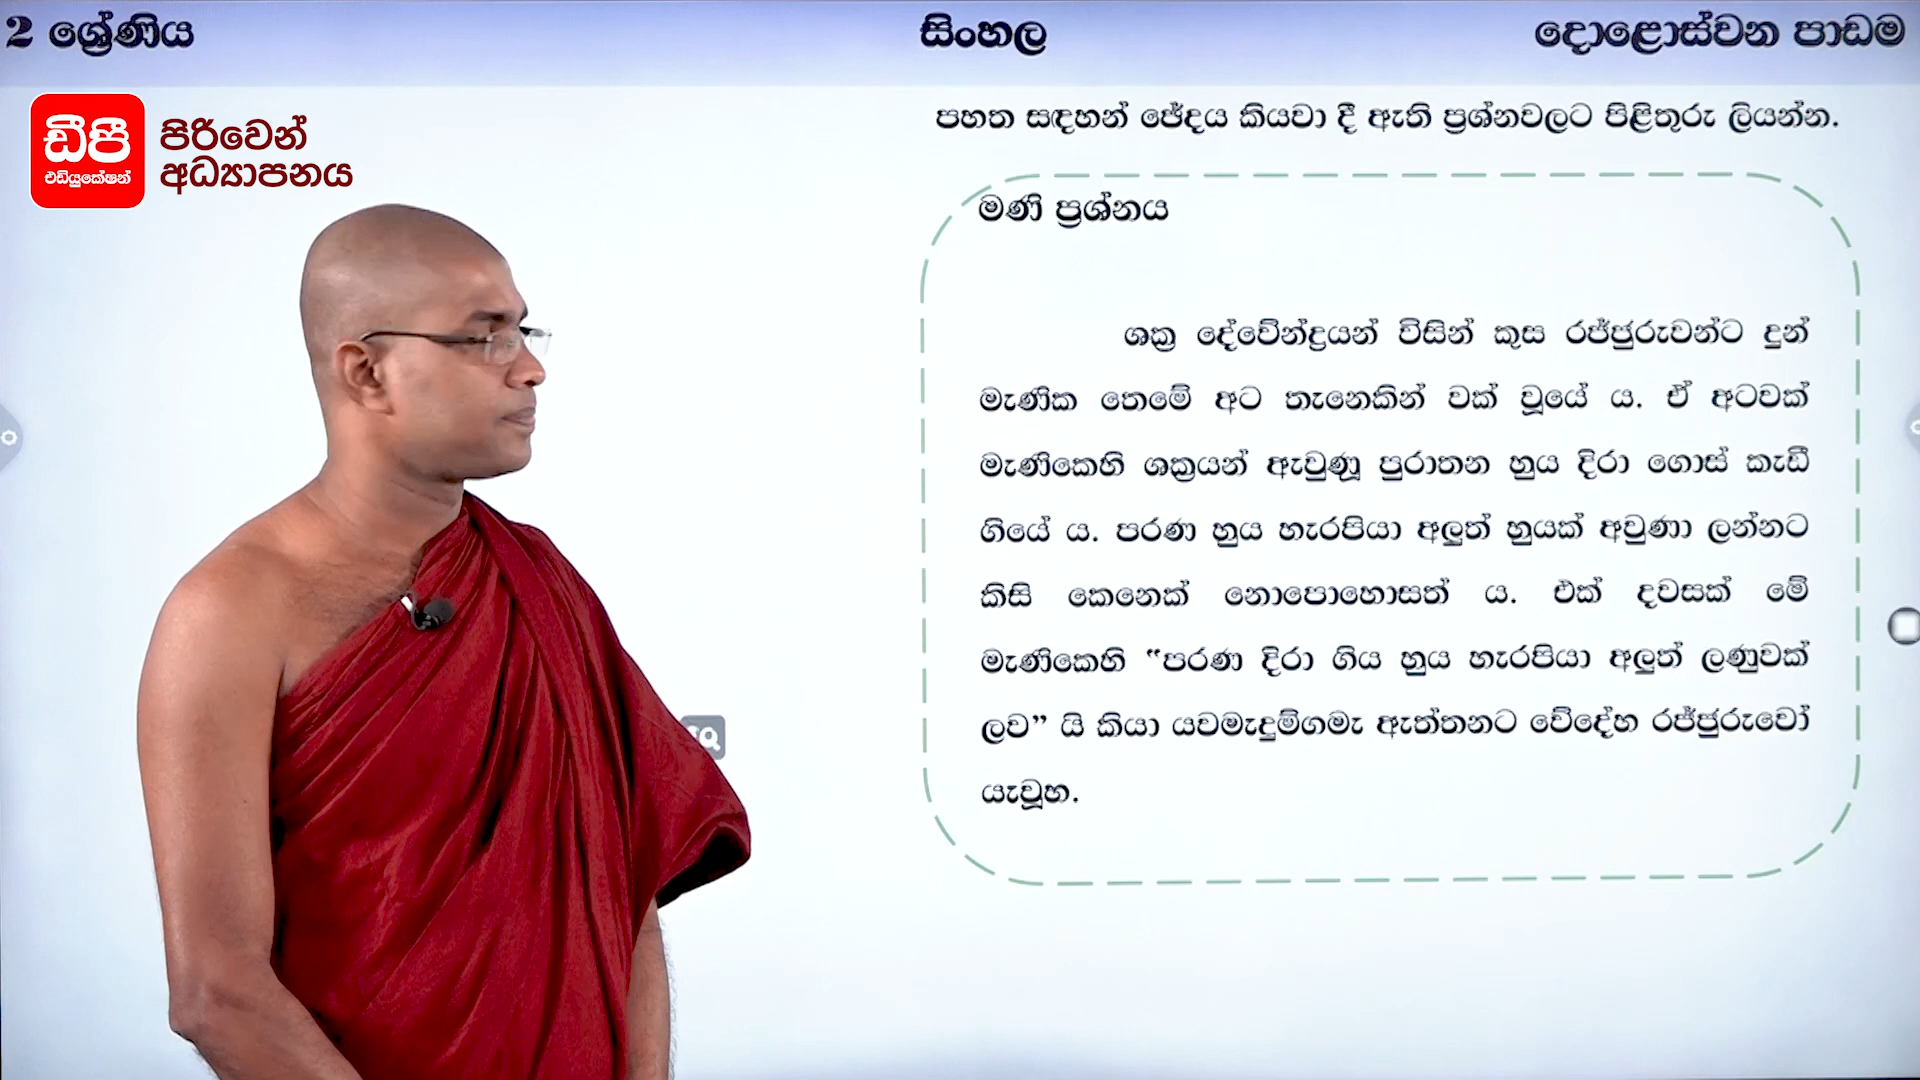 2 ශ්‍රේණිය
සිංහල
දොළොස්වන පාඩම
ඩීපී
එඩියුකේෂන්
පිරිවෙන්
අධ්‍යාපනය
පහත සඳහන් ඡේදය කියවා දී ඇති ප්‍රශ්නවලට පිළිතුරු ලියන්න.
මණි ප්‍රශ්නය
ශක්‍ර දේවේන්ද්‍රයන් විසින් කුස රජ්ජුරුවන්ට දුන්
මැණික තෙමේ අට තැනෙකින් වක් වූයේ ය. ඒ අටවක්
මැණිකෙහි ශක්‍රයන් ඇවුණූ පුරාතන හුය දිරා ගොස් කැඩී
ගියේ ය. පරණ හුය හැරපියා අලුත් හුයක් අවුණා ලන්නට
කිසි කෙනෙක් නොපොහොසත් ය. එක් දවසක් මේ
මැණිකෙහි “පරණ දිරා ගිය හුය හැරපියා අලුත් ලණුවක්
ලව” යි කියා යවමැදුම්ගමැ ඇත්තනට වේදේහ රජ්ජුරුවෝ
යැවූහ.